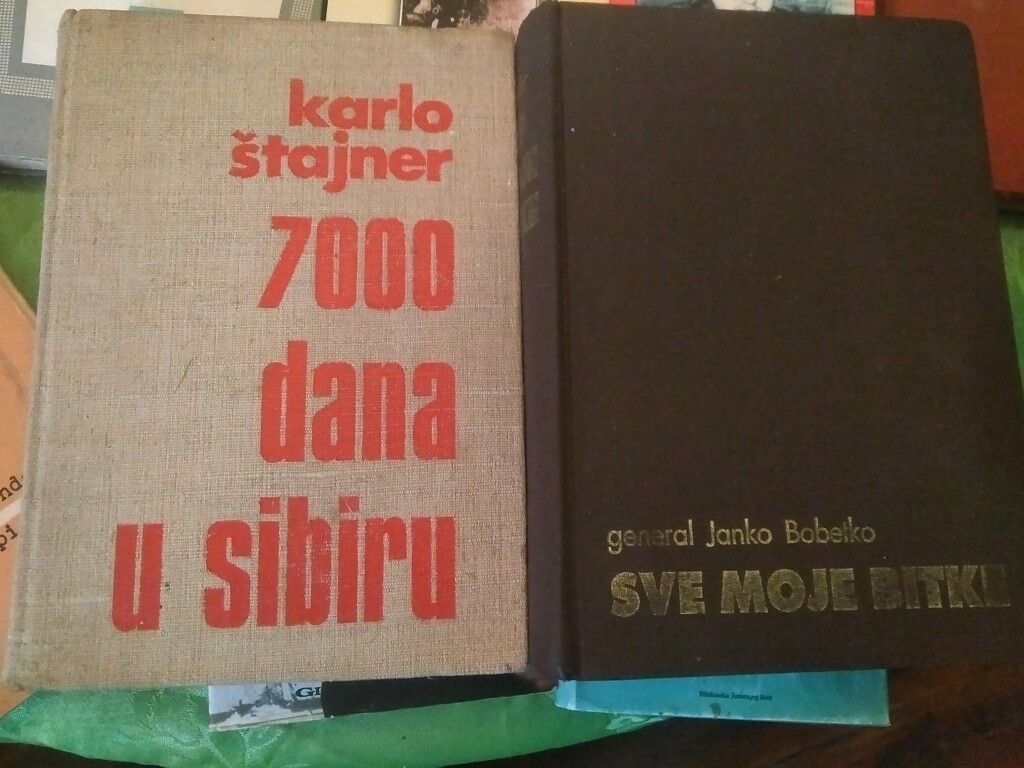 karlo
štajner
7000
dana
u sibiru
general Janko Bobetko
SVE MOJE BITKE